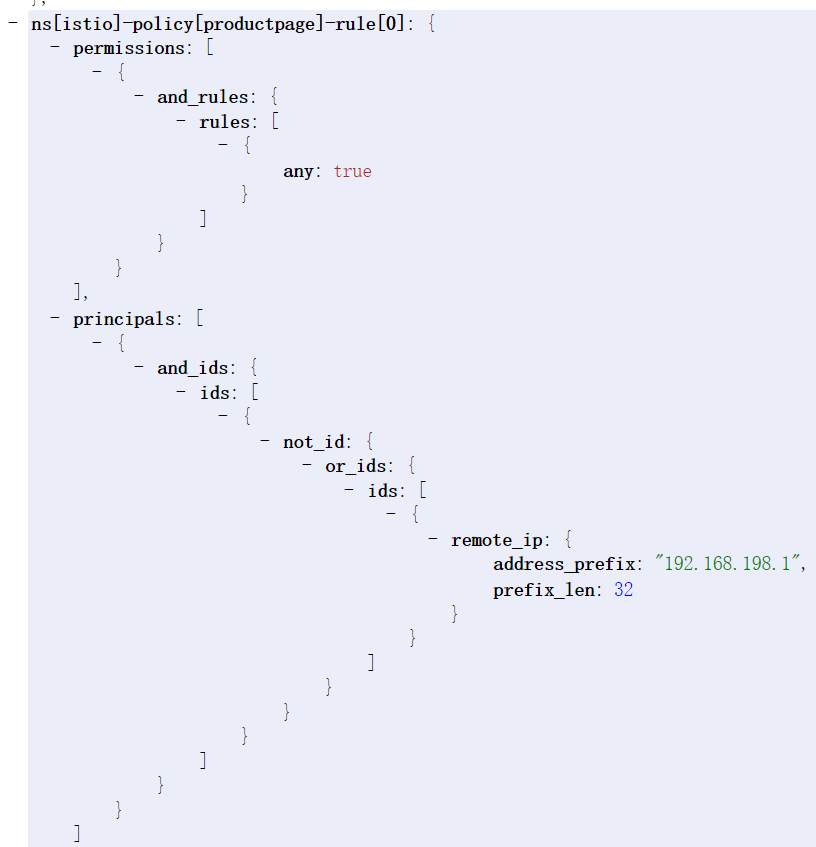 },
- ns[istio]-policy[productpage]-rule[0]: {
- permissions: [
- {
- and_rules: {
- rules: [
- {
any: true
}
]
}
}
],
- principals: [
- {
- and_ids: {
- ids: [
- {
- not_id: {
- or_ids: {
- ids: [
- {
- remote_ip: {
address_prefix: "192.168.198.1",
prefix_len: 32
}
}
]
}
}
}
]
}
}
]